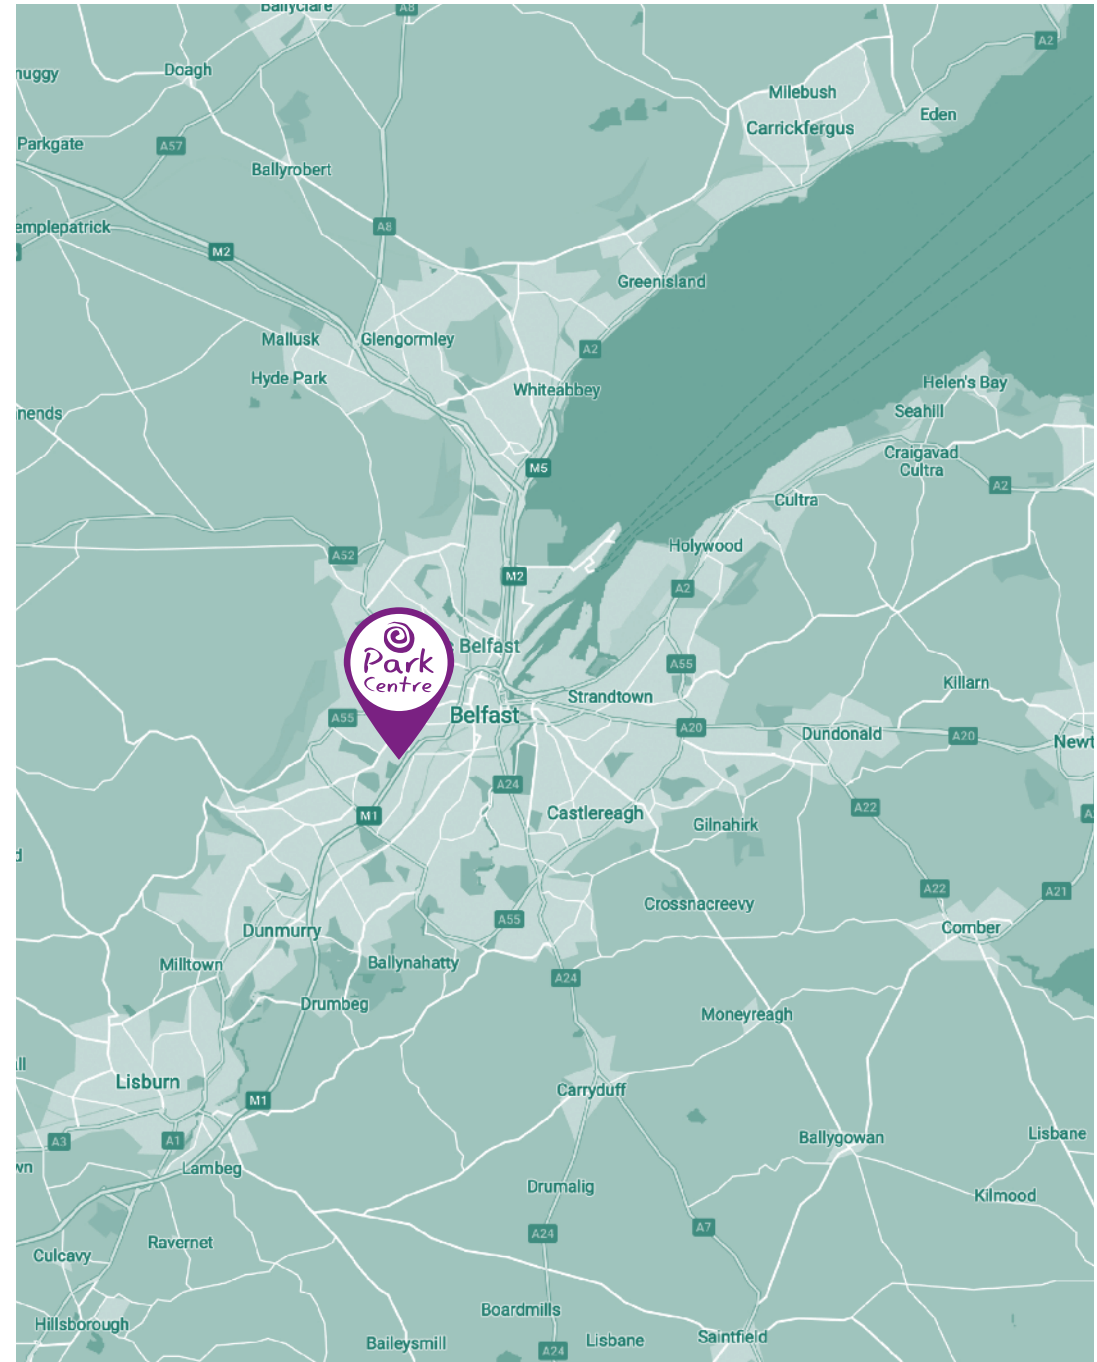 Ballyclare
A8
A2
Doagh
Milebush
Eden
Carrickfergus
Parkgate
A57
Ballyrobert
A8
M2
Greenisland
Mallusk
Glengormley
A2
Hyde Park
Whiteabbey
Helen's Bay
Seahill
Craigavad
Cultra
M5
A2
Cultra
Holywood
A52
M2
A2
Belfast
Park
Centre
A55
Killarn
Strandtown
A55
Belfast
A20
Dundonald
A20
A24
M1
Castlereagh
Gilnahirk
A22
A22
A21
Crossnacreevy
A55
Comber
Dunmurry
Milltown
Ballynahatty
A24
Drumbeg
Moneyreagh
Lisburn
Carryduff
M1
A3
A1
Ballygowan
Lisbane
Lambeg
Drumalig
Kilmood
A24
A7
Ravernet
Culcavy
Boardmills
Hillsborough
Baileysmill
Lisbane
Saintfield
A24